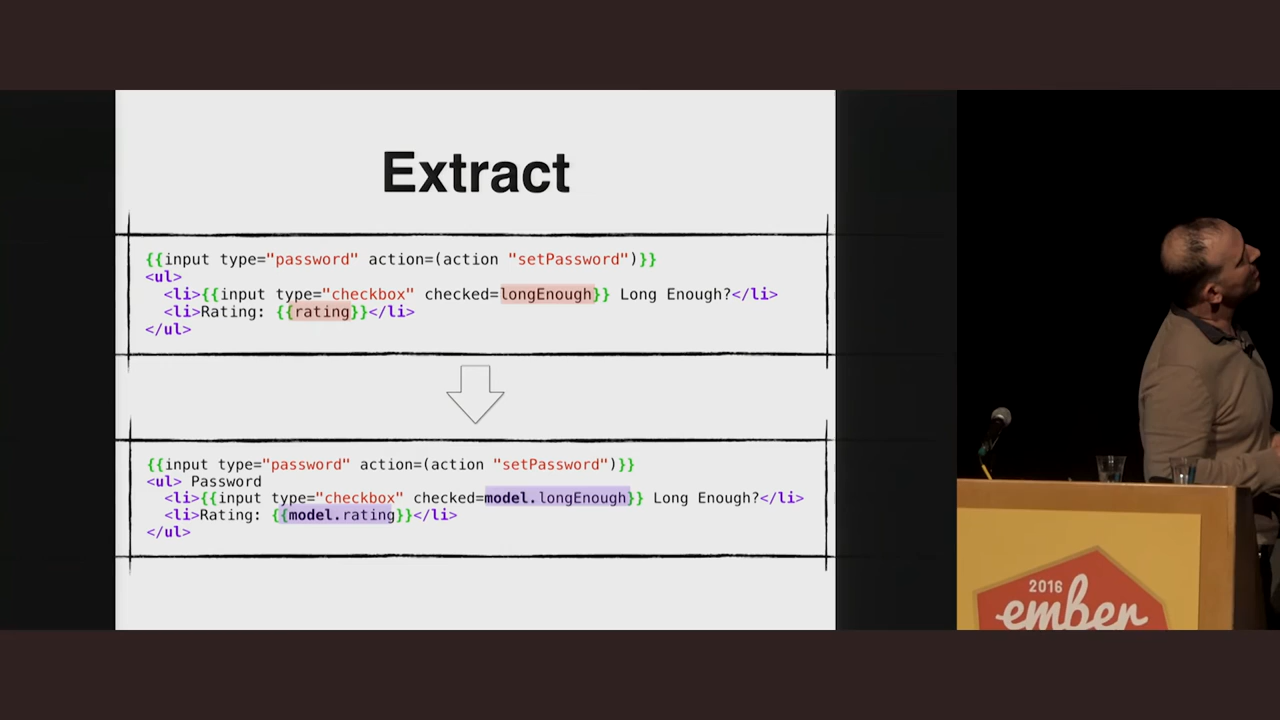 Extract
{{input type="password" action=(action "setPassword")}}
<ul>
<li>{{input type="checkbox" checked=longEnough}} Long Enough?</li>
<li>Rating: {{rating}}</li>
</ul>
{{input type="password" action=(action "setPassword")}}
<ul> Password
<li>{{input type="checkbox" checked=model.longEnough}} Long Enough?</li>
<li>Rating: {{model.rating}}</li>
</ul>
2016
ember